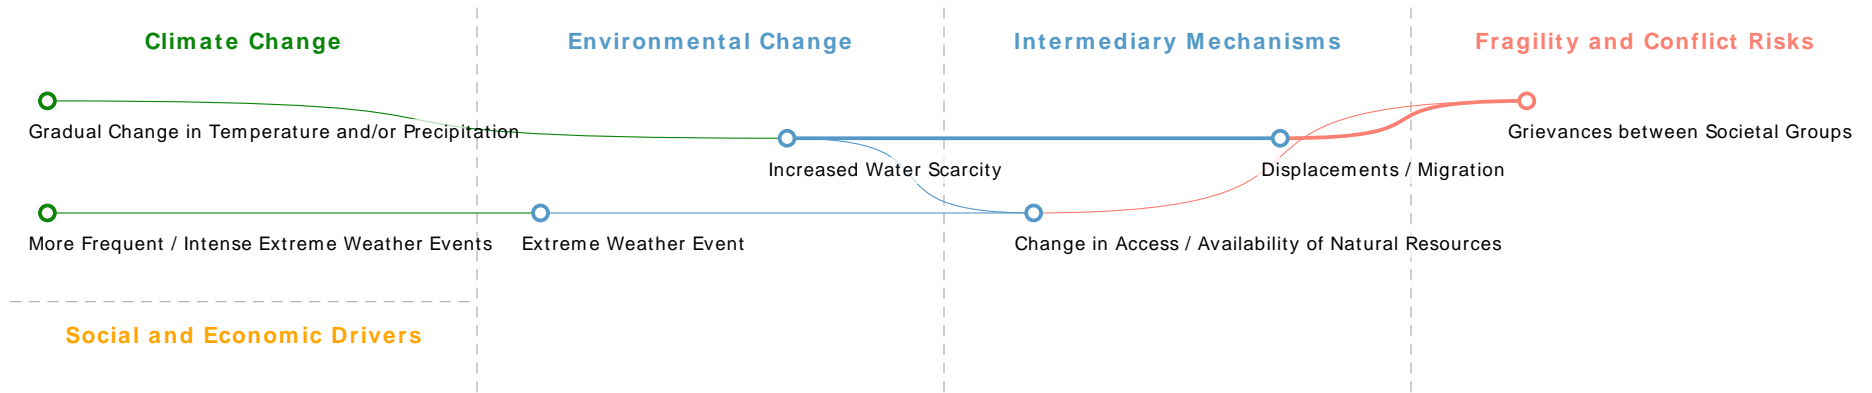 Climate Change
Environmental Change
Intermediary Mechanisms
Fragility and Conflict Risks
Gradual Change in Temperature and/or Precipitation
Grievances between Societal Groups
Increased Water Scarcity
Displacements / Migration
More Frequent / Intense Extreme Weather Events
Extreme Weather Event
Change in Access / Availability of Natural Resources
Social and Economic Drivers